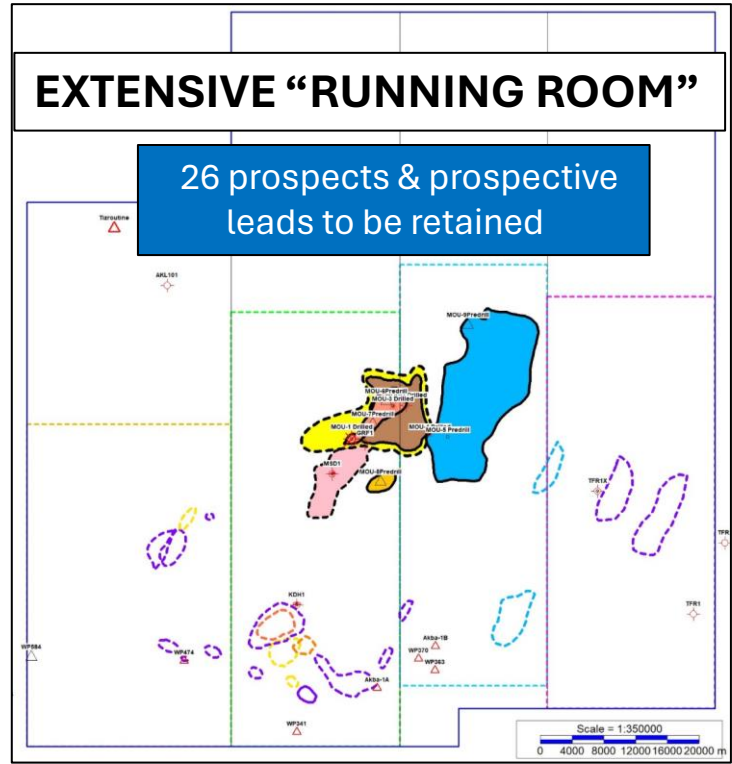 EXTENSIVE “RUNNING ROOM”
26 prospects & prospective
leads to be retained
Tizroutine
AKL101
MOU-9Predrill
MOU-6Predrill
Drilled
MOU-3 Drilled
MOU-7Predrill
MOU-1 Drilled
GRF1
MOU-5 Predrill
MSD1
MOU-8Predrill
TFR1X
TFR
KDH1
TFR1
Akba-1B
WP584
WP474
WP370
WP363
Akba-1A
WP341
Scale = 1:350000
0 4000 8000 12000 16000 20000 m